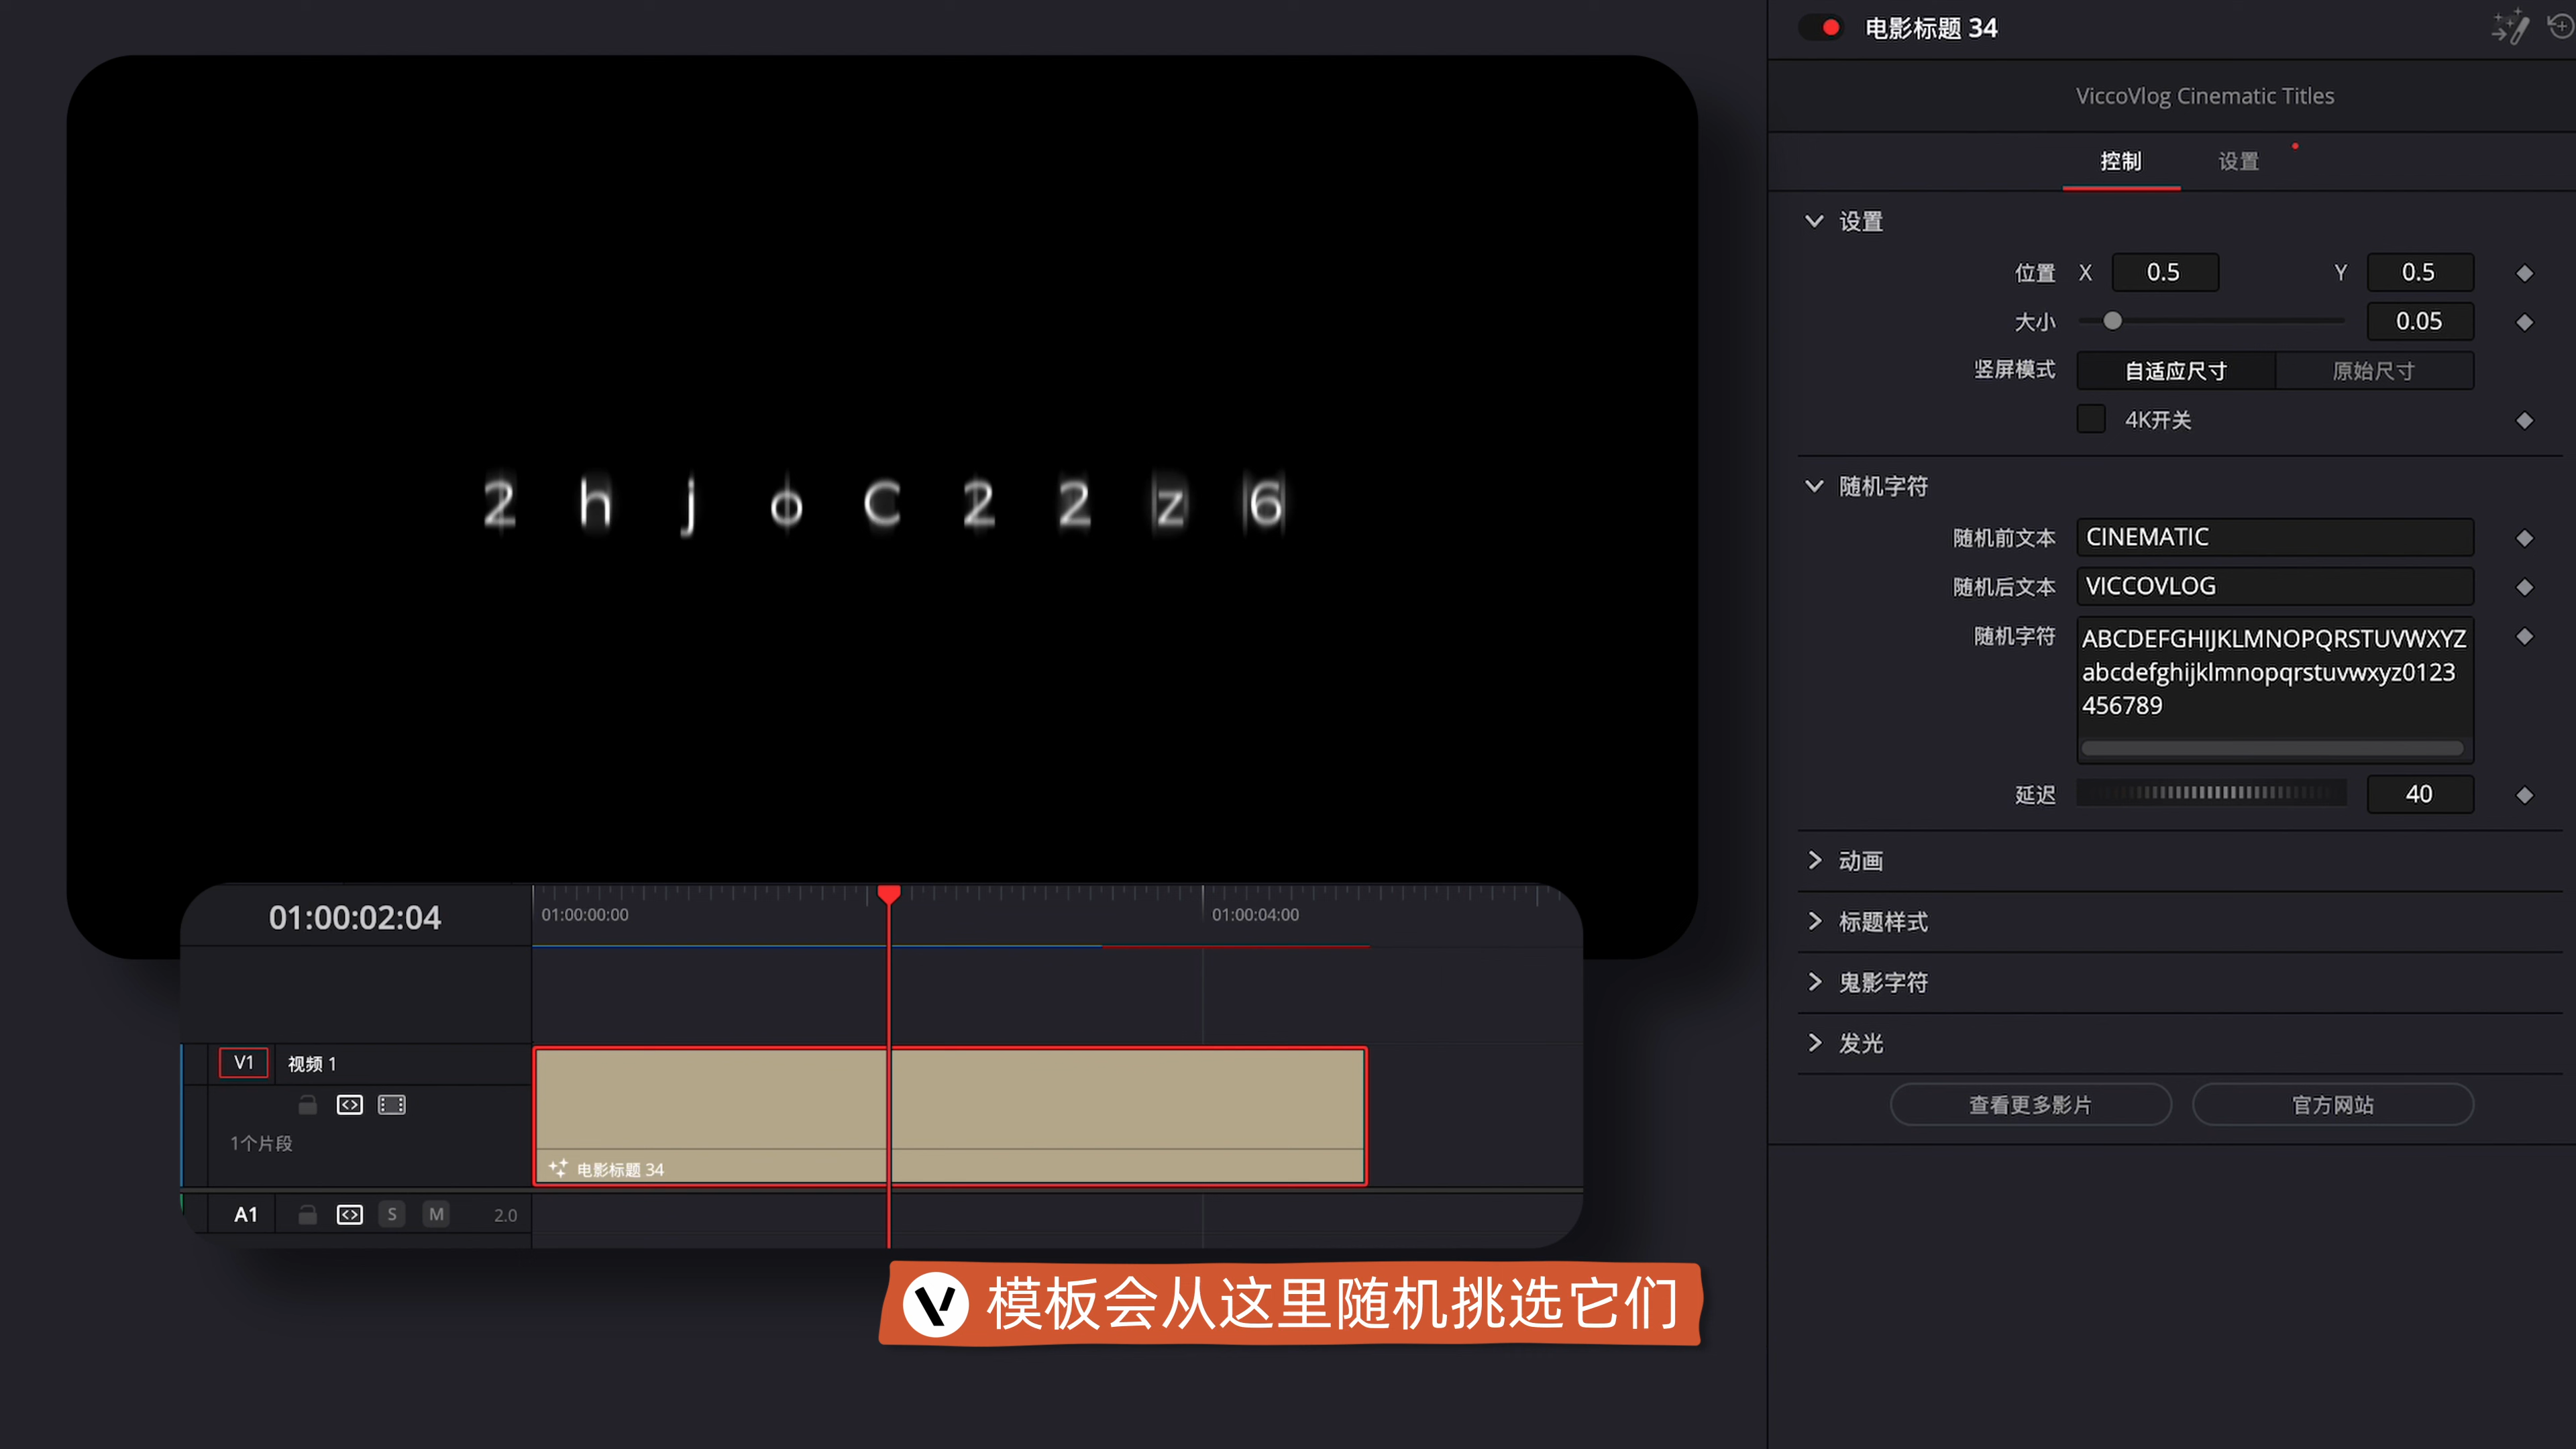 2 h j o C 2 2 z 6
01:00:02:04
01:00:00:00
01:00:04:00
V1 视频 1
1个片段
电影标题 34
A1 S M 2.0
模板会从这里随机挑选它们
电影标题 34
ViccoVlog Cinematic Titles
控制 设置
设置
位置 X 0.5 Y 0.5
大小 0.05
竖屏模式 自适应尺寸 原始尺寸
4K开关
随机字符
随机前文本 CINEMATIC
随机后文本 VICCOVLOG
随机字符 ABCDEFGHIJKLMNOPQRSTUVWXYZ
abcdefghijklmnopqrstuvwxyz0123
456789
延迟 40
动画
标题样式
鬼影字符
发光
查看更多影片 官方网站